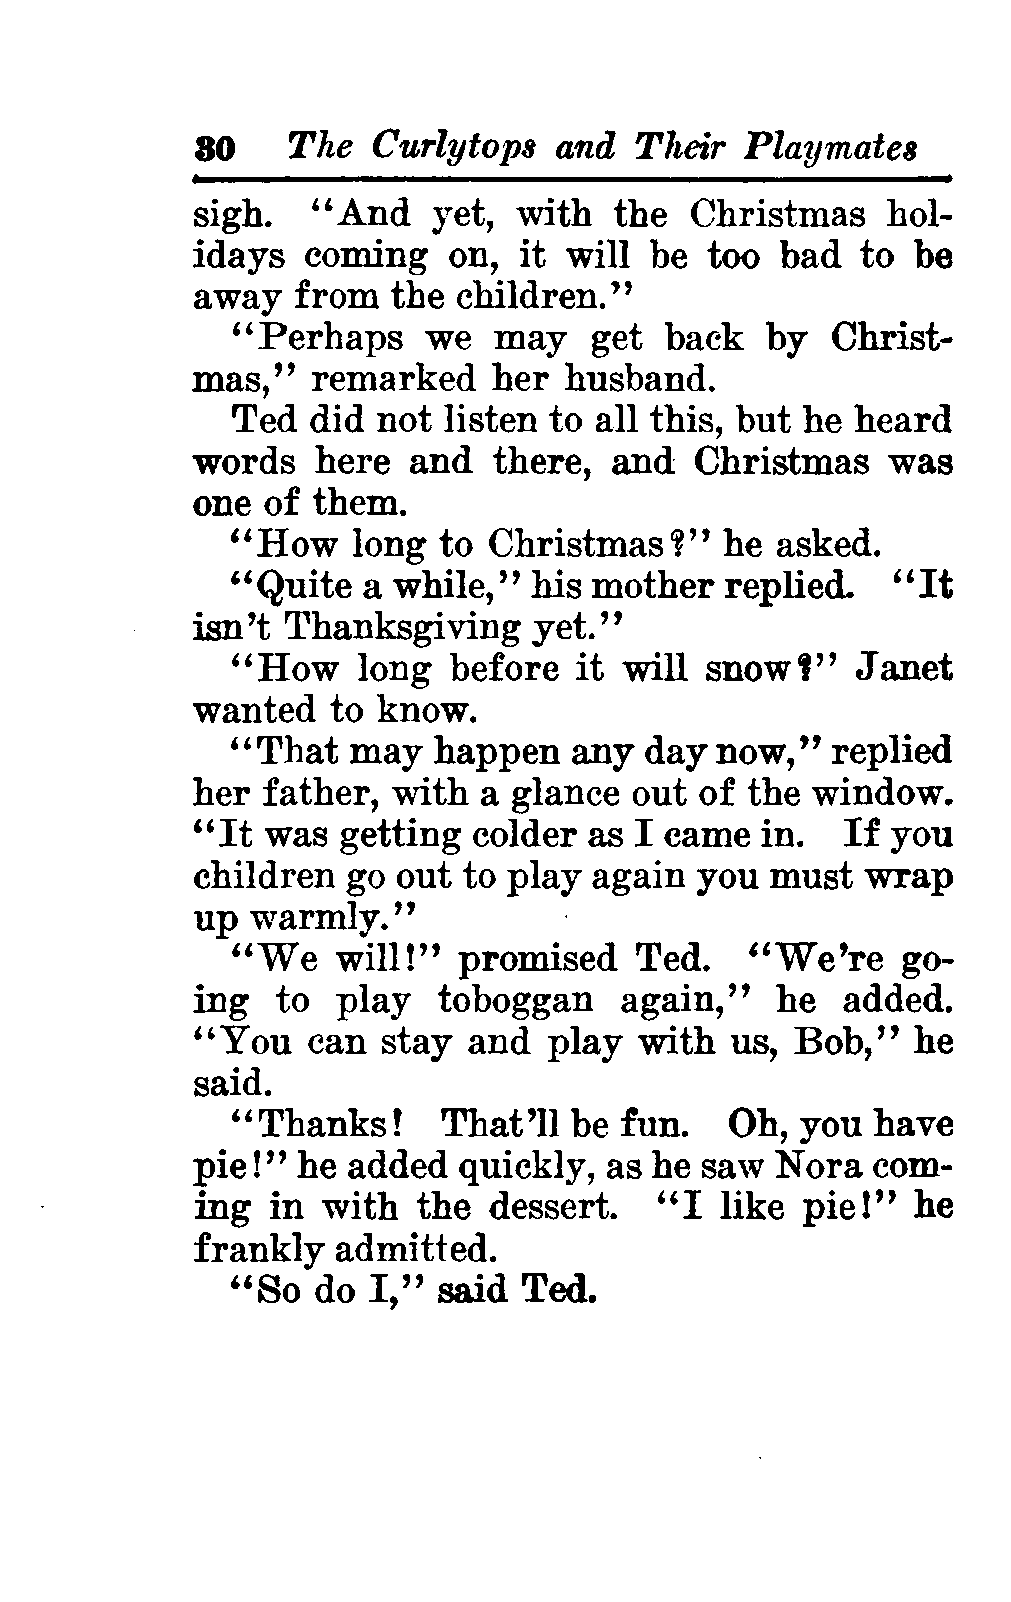 30 The Curlytops and Their Playmates
sigh. "And yet, with the Christmas hol-
idays coming on, it will be too bad to be
away from the children."
"Perhaps we may get back by Christ-
mas," remarked her husband.
Ted did not listen to all this, but he heard
words here and there, and Christmas was
one of them.
"How long to Christmas?" he asked.
"Quite a while," his mother replied. "It
isn't Thanksgiving yet."
"How long before it will snow?" Janet
wanted to know.
"That may happen any day now," replied
her father, with a glance out of the window.
"It was getting colder as I came in. If you
children go out to play again you must wrap
up warmly."
"We will!" promised Ted. "We're go-
ing to play toboggan again," he added.
"You can stay and play with us, Bob," he
said.
"Thanks! That'll be fun. Oh, you have
pie!" he added quickly, as he saw Nora com-
ing in with the dessert. "I like pie!" he
frankly admitted.
"So do I," said Ted.